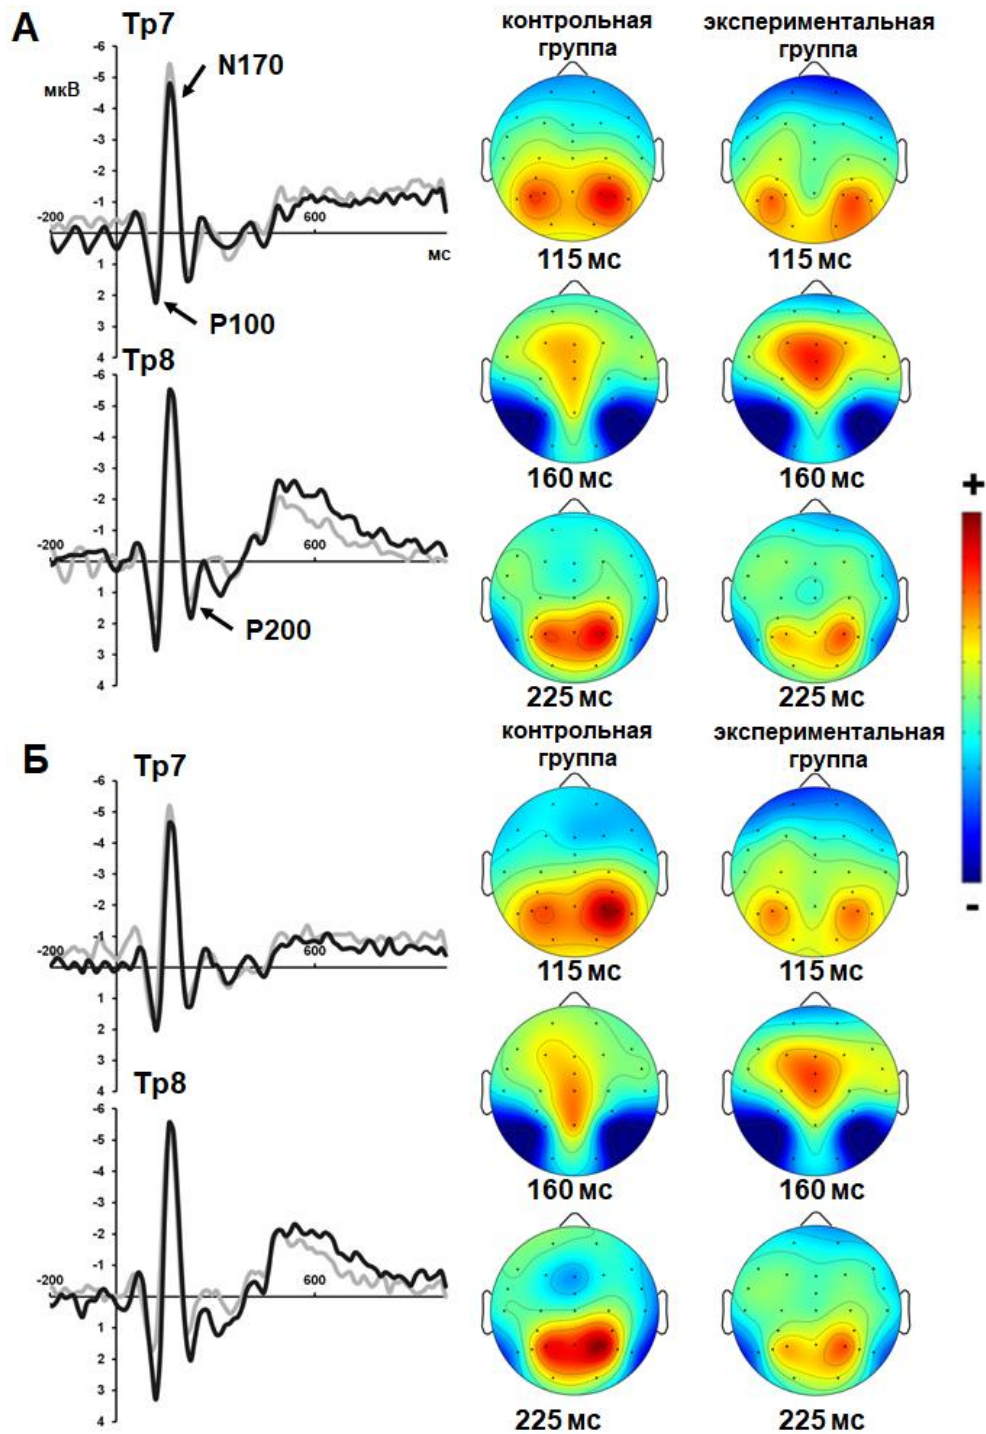 А
Tp7
контрольная
группа
экспериментальная
группа
мкВ
N170
-6
-5
-4
-3
-2
-1
1
2
3
4
-200
600
мс
P100
115 мс
115 мс
Tp8
-6
-5
-4
-3
-2
-1
1
2
3
4
-200
600
P200
160 мс
160 мс
225 мс
225 мс
+
-
Б
Tp7
контрольная
группа
экспериментальная
группа
-6
-5
-4
-3
-2
-1
1
2
3
4
-200
600
115 мс
115 мс
Tp8
-6
-5
-4
-3
-2
-1
1
2
3
4
-200
600
160 мс
160 мс
225 мс
225 мс